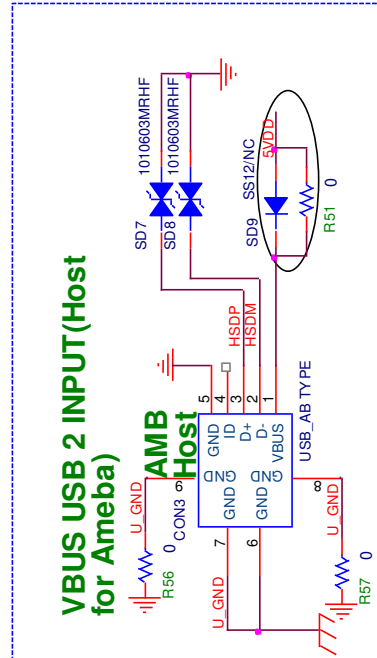 VBUS USB 2 INPUT(Host
for Ameba)
AMB
Host
1010603MRHF
1010603MRHF
SD7
SD8
5VDD
SS12/NC
SD9
R51
0
HSDP
HSDM
USB_AB TYPE
5
4
3
2
1
GND
ID
D+
D-
VBUS
GND
GND
GND
GND
6
8
7
6
CON3
U_GND
R56
0
U_GND
U_GND
R57
0